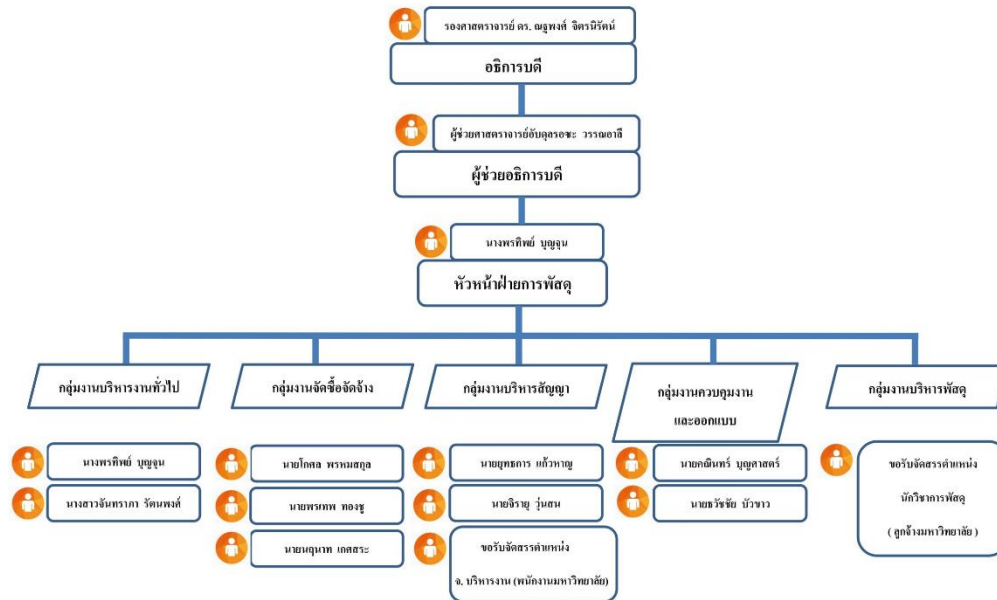 รองศาสตราจารย์ ดร. ณฐพงศ์ จิตรนิรัตน์
อธิการบดี
ผู้ช่วยศาสตราจารย์อับดุลรอซะ วรรณอาลี
ผู้ช่วยอธิการบดี
นางพรทิพย์ บุญจุน
หัวหน้าฝ่ายการพัสดุ
กลุ่มงานบริหารงานทั่วไป
กลุ่มงานจัดซื้อจัดจ้าง
กลุ่มงานบริหารสัญญา
กลุ่มงานควบคุมงาน
และออกแบบ
กลุ่มงานบริหารพัสดุ
นางพรทิพย์ บุญจุน
นางสาวจันทราภา รัตนพงศ์
นายโกศล พรหมสกุล
นายพรเทพ ทองชู
นายนฤนาท เกตสระ
นายยุทธการ แก้วหาญ
นายจิรายุ วุ่นสน
ขอรับจัดสรรตำแหน่ง
จ. บริหารงาน (พนักงานมหาวิทยาลัย)
นายคณินทร์ บุญศาสตร์
นายธวัชชัย บัวขาว
ขอรับจัดสรรตำแหน่ง
นักวิชาการพัสดุ
( ลูกจ้างมหาวิทยาลัย )